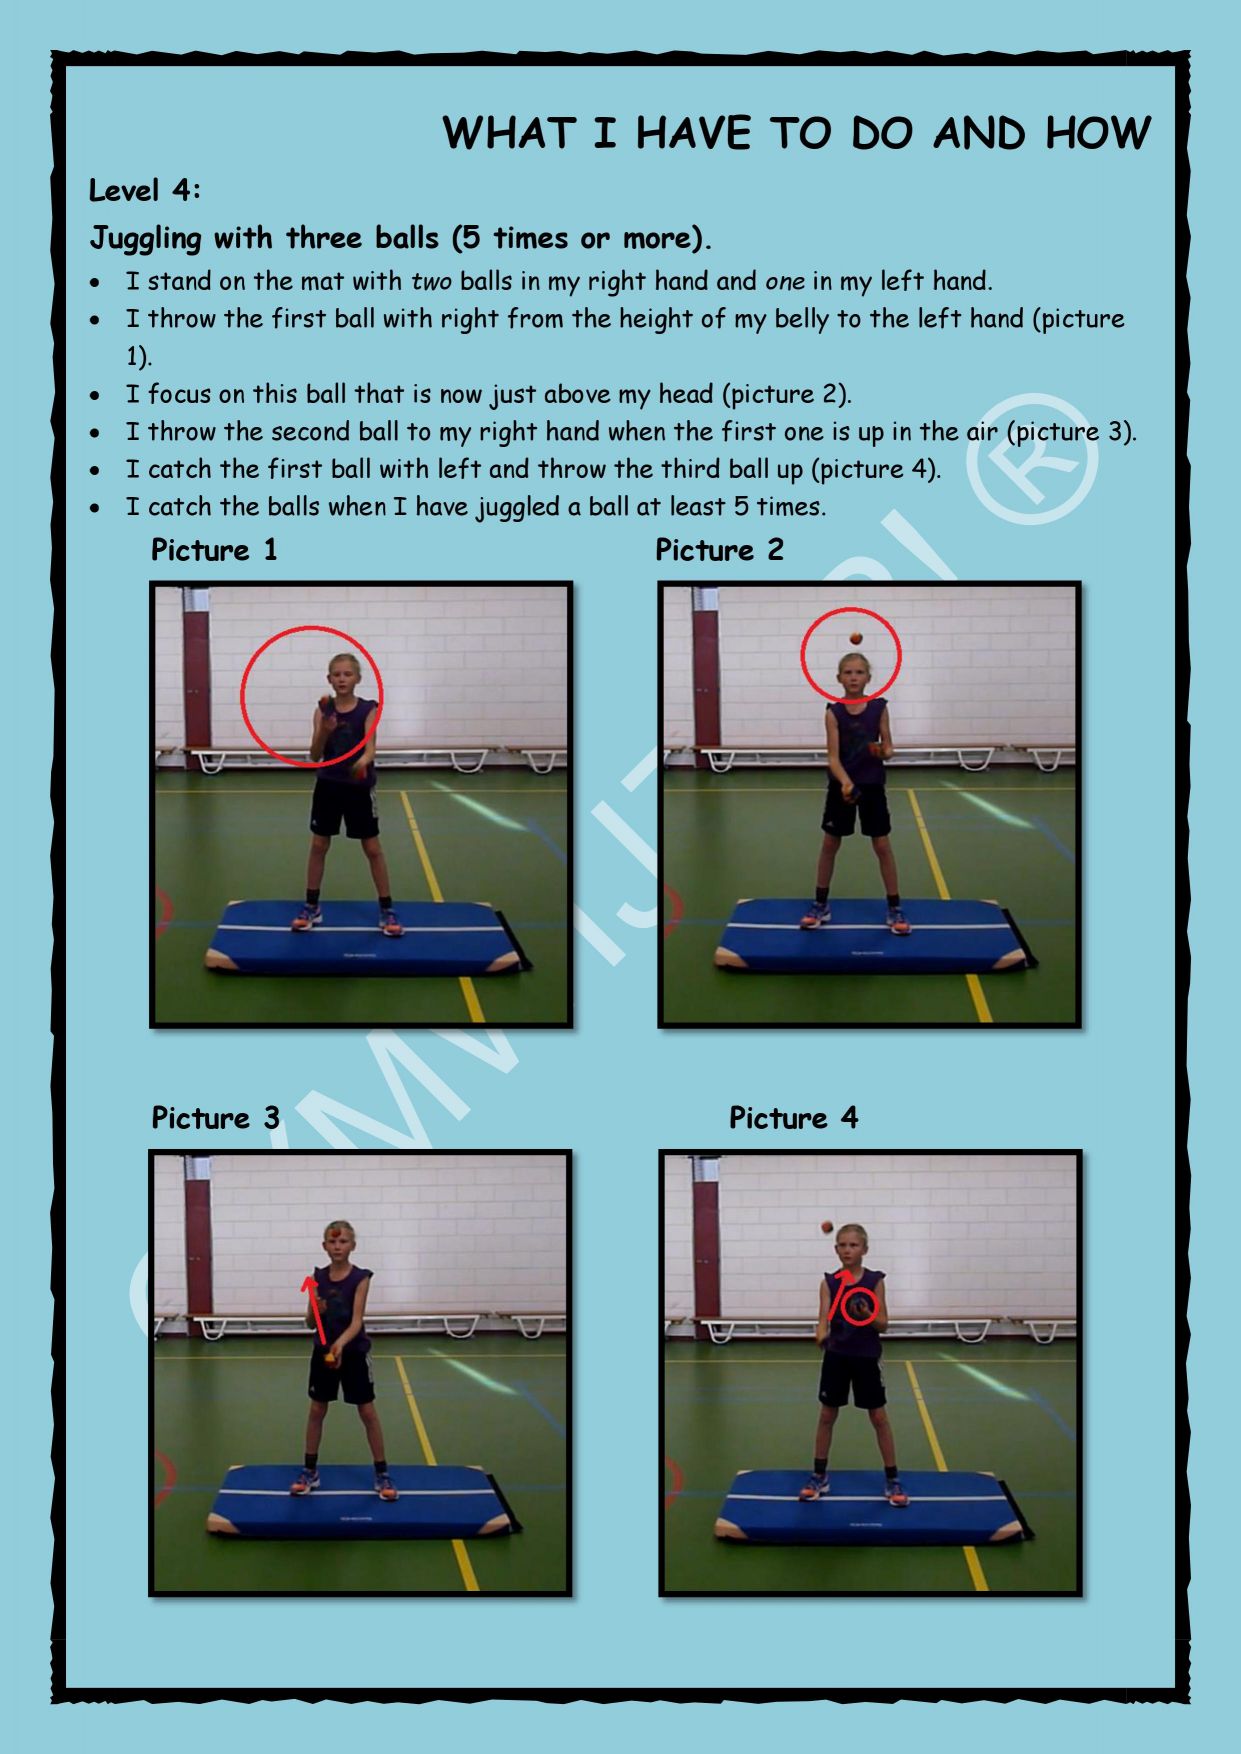 WHAT I HAVE TO DO AND HOW
Level 4:
Juggling with three balls (5 times or more).
• I stand on the mat with two balls in my right hand and one in my left hand.
• I throw the first ball with right from the height of my belly to the left hand (picture
1).
• I focus on this ball that is now just above my head (picture 2).
• I throw the second ball to my right hand when the first one is up in the air (picture 3).
• I catch the first ball with left and throw the third ball up (picture 4).
• I catch the balls when I have juggled a ball at least 5 times.
Picture 1
Picture 2
Picture 3
Picture 4